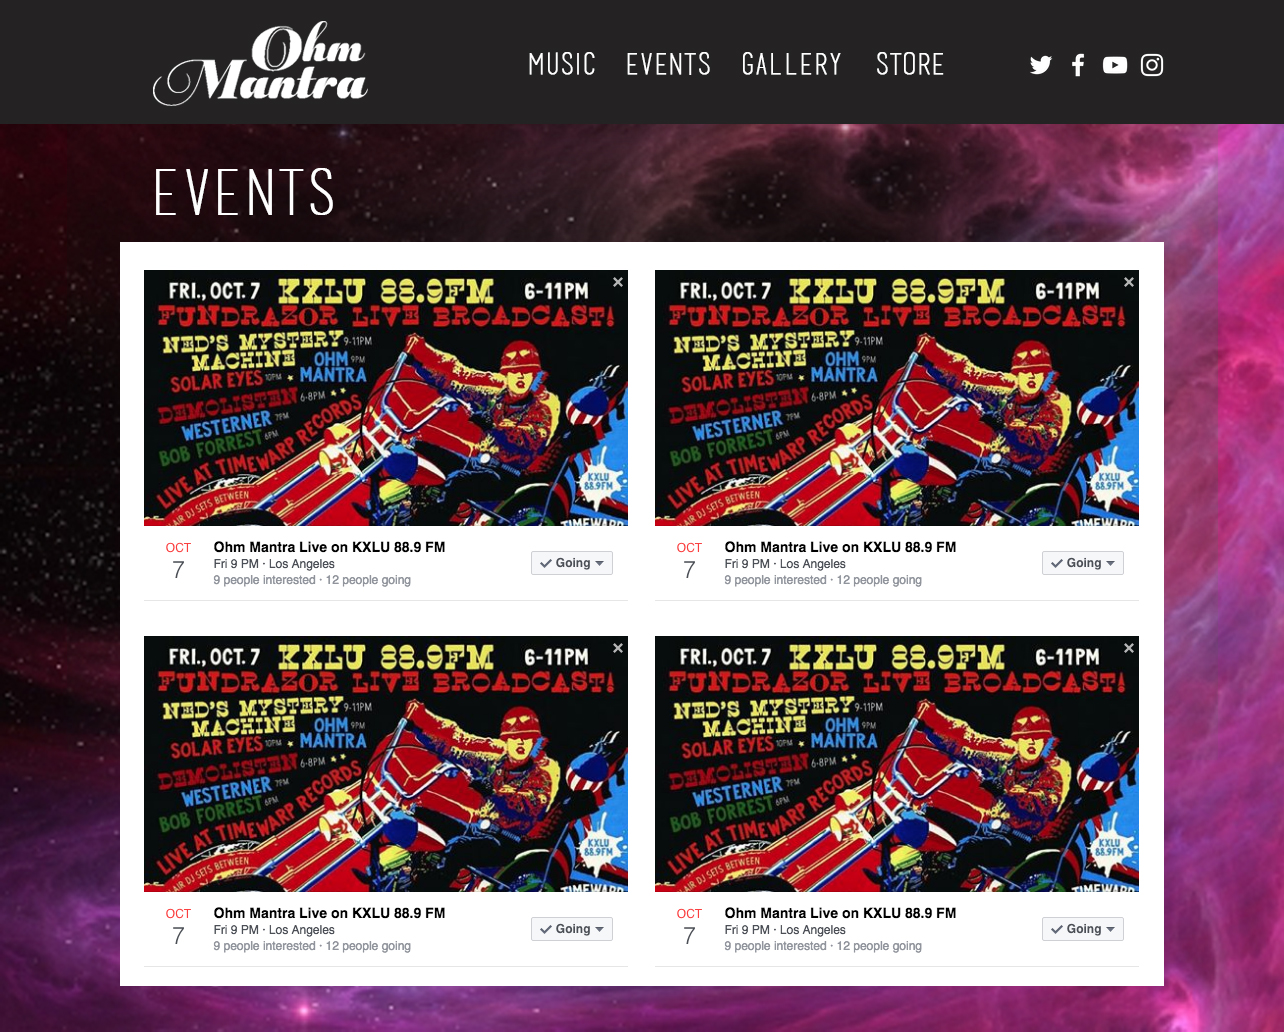 Ohm
Mantra
MUSIC EVENTS GALLERY STORE
EVENTS
FRI., OCT. 7 KXLU 88.9FM 6-11PM
FUNDRAZOR LIVE BROADCAST!
NED'S MYSTERY 9-11PM
MACHINE OHM 9PM
SOLAR EYES 10PM MANTRA
DEMOLISTEN 6-8PM
WESTERNER 7PM
BOB FORREST 6PM
LIVE AT TIMEWARP RECORDS
AIR DJ SETS BETWEEN
KXLU
88.9FM
TIMEWARP
OCT Ohm Mantra Live on KXLU 88.9 FM
7 Fri 9 PM · Los Angeles
9 people interested · 12 people going
Going
FRI., OCT. 7 KXLU 88.9FM 6-11PM
FUNDRAZOR LIVE BROADCAST!
NED'S MYSTERY 9-11PM
MACHINE OHM 9PM
SOLAR EYES 10PM MANTRA
DEMOLISTEN 6-8PM
WESTERNER 7PM
BOB FORREST 6PM
LIVE AT TIMEWARP RECORDS
AIR DJ SETS BETWEEN
KXLU
88.9FM
TIMEWARP
OCT Ohm Mantra Live on KXLU 88.9 FM
7 Fri 9 PM · Los Angeles
9 people interested · 12 people going
Going
FRI., OCT. 7 KXLU 88.9FM 6-11PM
FUNDRAZOR LIVE BROADCAST!
NED'S MYSTERY 9-11PM
MACHINE OHM 9PM
SOLAR EYES 10PM MANTRA
DEMOLISTEN 6-8PM
WESTERNER 7PM
BOB FORREST 6PM
LIVE AT TIMEWARP RECORDS
AIR DJ SETS BETWEEN
KXLU
88.9FM
TIMEWARP
OCT Ohm Mantra Live on KXLU 88.9 FM
7 Fri 9 PM · Los Angeles
9 people interested · 12 people going
Going
FRI., OCT. 7 KXLU 88.9FM 6-11PM
FUNDRAZOR LIVE BROADCAST!
NED'S MYSTERY 9-11PM
MACHINE OHM 9PM
SOLAR EYES 10PM MANTRA
DEMOLISTEN 6-8PM
WESTERNER 7PM
BOB FORREST 6PM
LIVE AT TIMEWARP RECORDS
AIR DJ SETS BETWEEN
KXLU
88.9FM
TIMEWARP
OCT Ohm Mantra Live on KXLU 88.9 FM
7 Fri 9 PM · Los Angeles
9 people interested · 12 people going
Going